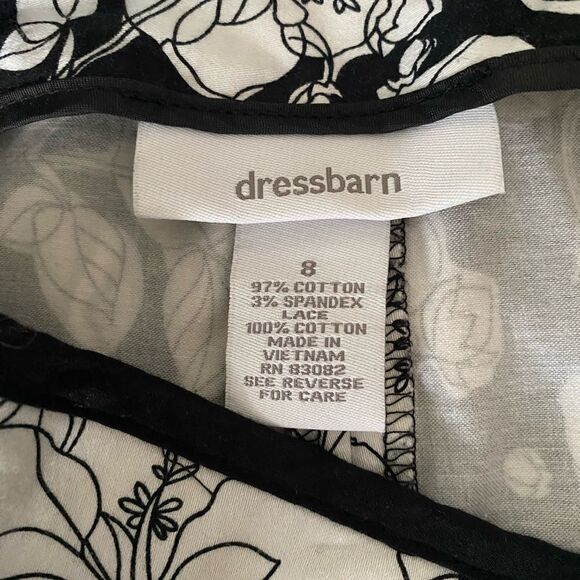 dressbarn
8
97% COTTON
3% SPANDEX
LACE
100% COTTON
MADE IN
VIETNAM
RN 83082
SEE REVERSE
FOR CARE